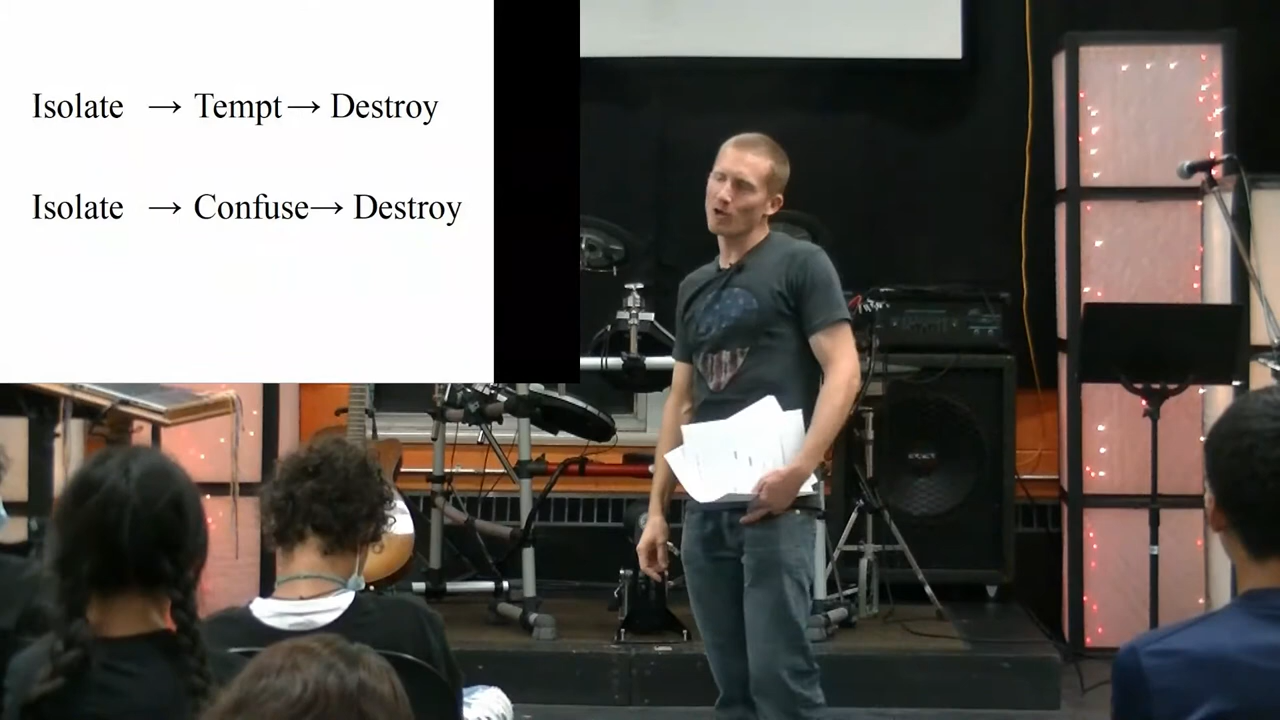 Isolate → Tempt → Destroy
Isolate → Confuse → Destroy